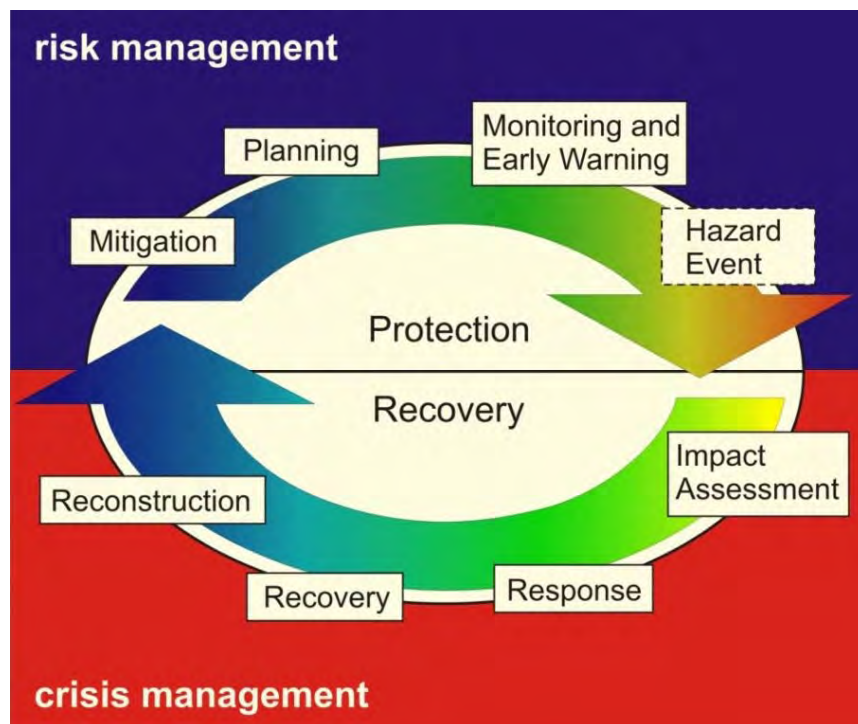 risk management
Monitoring and
Early Warning
Planning
Hazard
Event
Mitigation
Protection
Recovery
Impact
Assessment
Reconstruction
Response
Recovery
crisis management